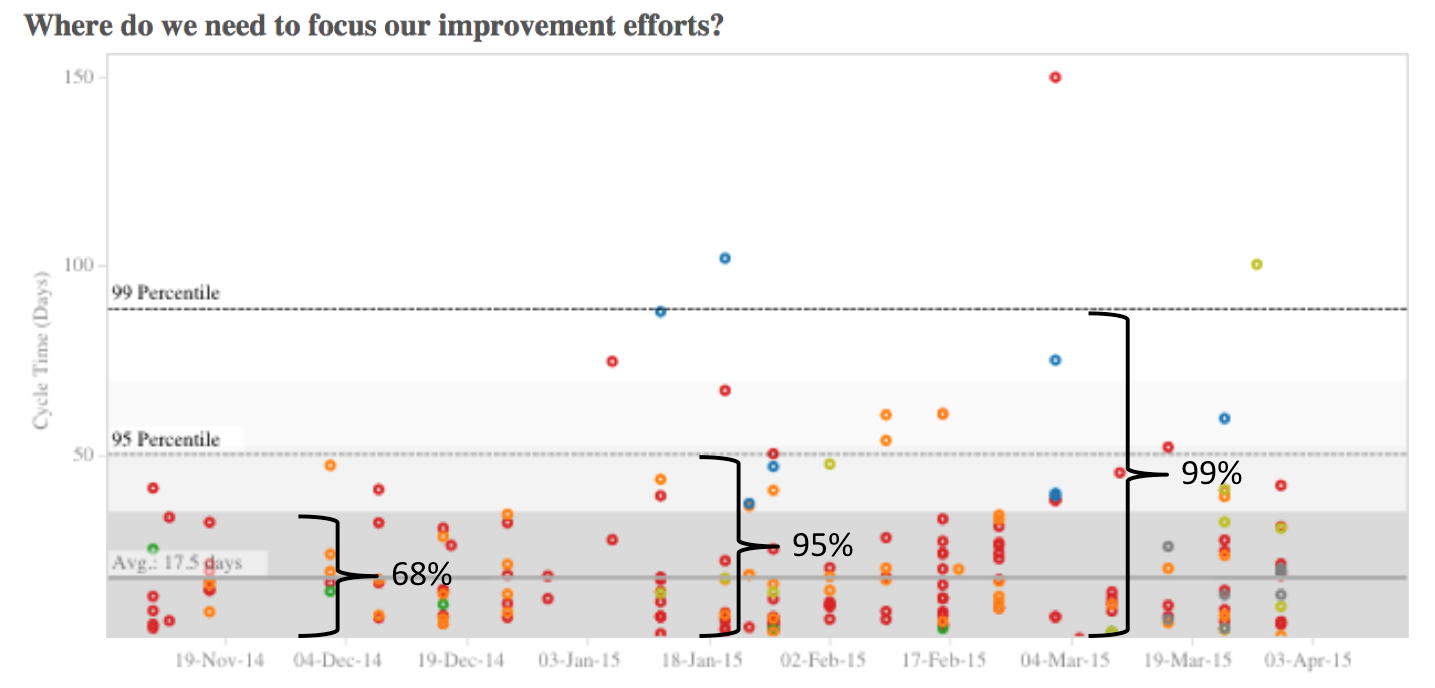 Where do we need to focus our improvement efforts?
150
100
50
Cycle Time (Days)
99 Percentile
95 Percentile
Avg.: 17.5 days
68%
95%
99%
19-Nov-14 04-Dec-14 19-Dec-14 03-Jan-15 18-Jan-15 02-Feb-15 17-Feb-15 04-Mar-15 19-Mar-15 03-Apr-15